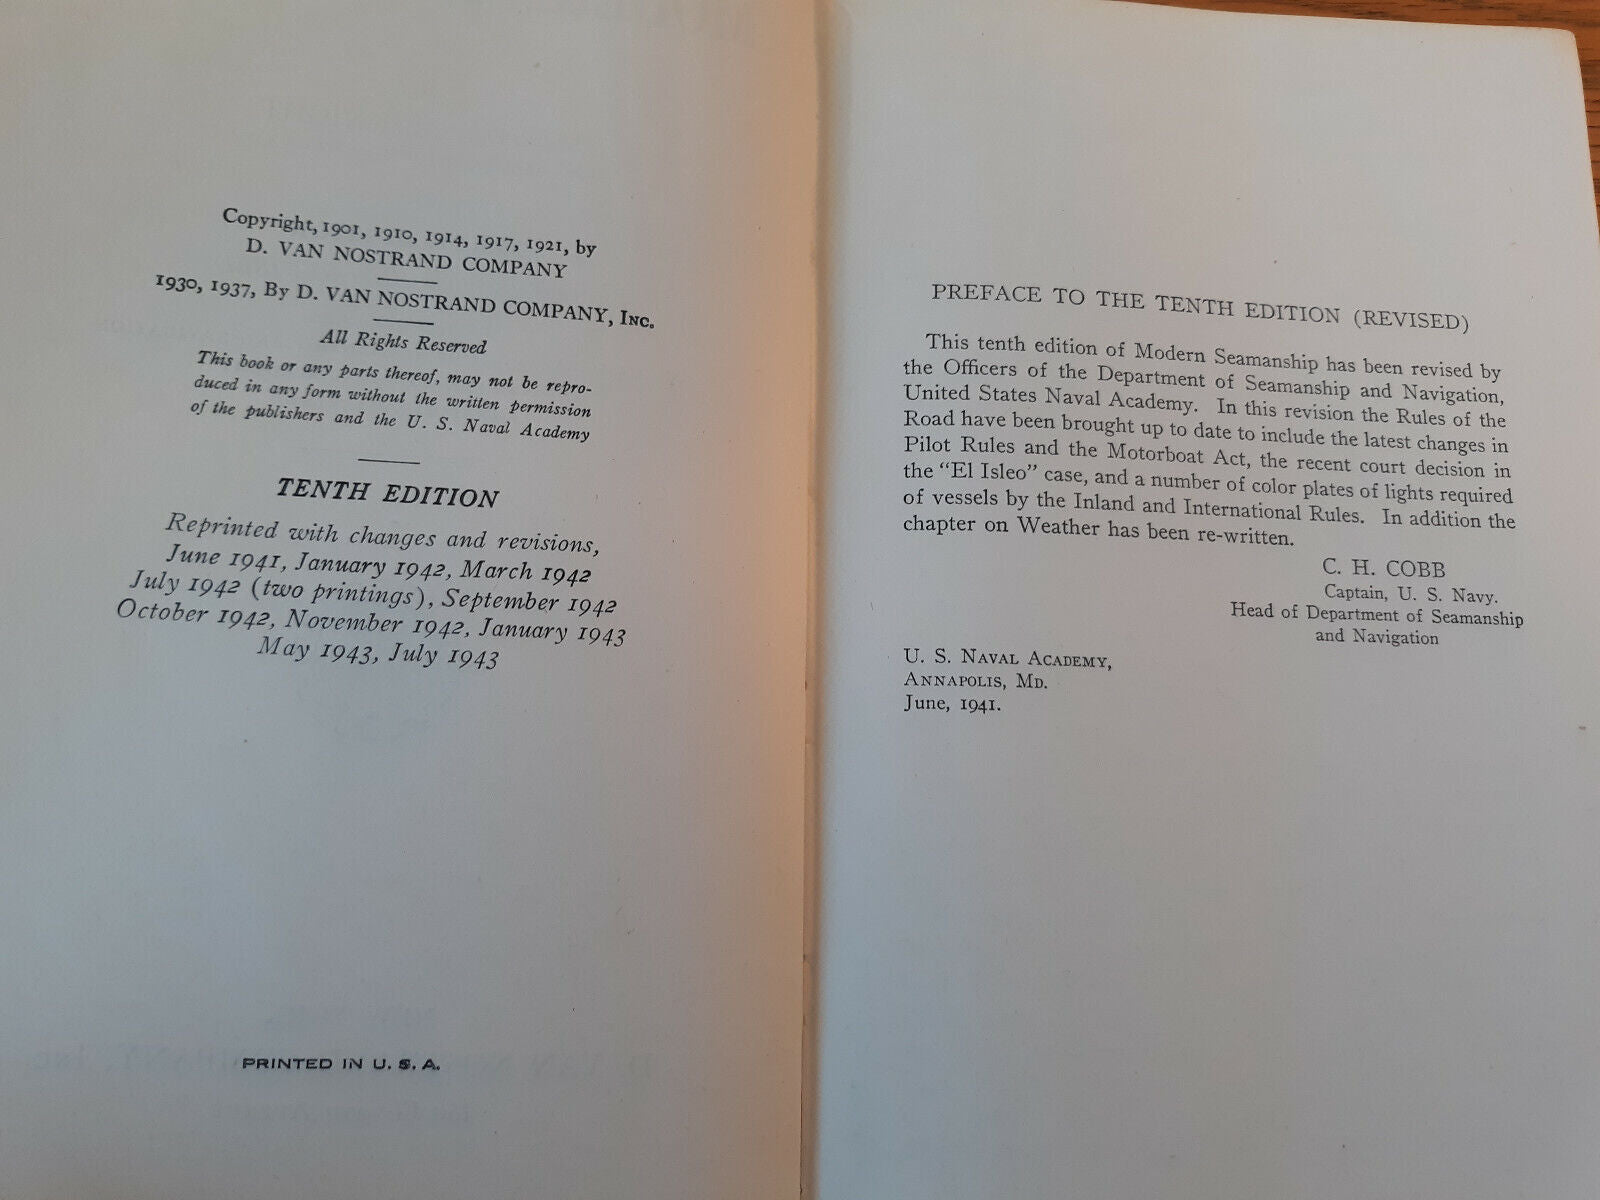 Copyright, 1901, 1910, 1914, 1917, 1921, by
D. VAN NOSTRAND COMPANY
1930, 1937, By D. VAN NOSTRAND COMPANY, Inc.
All Rights Reserved
This book or any parts thereof, may not be repro-
duced in any form without the written permission
of the publishers and the U. S. Naval Academy
TENTH EDITION
Reprinted with changes and revisions,
June 1941, January 1942, March 1942
July 1942 (two printings), September 1942
October 1942, November 1942, January 1943
May 1943, July 1943
PRINTED IN U. S. A.
PREFACE TO THE TENTH EDITION (REVISED)
This tenth edition of Modern Seamanship has been revised by
the Officers of the Department of Seamanship and Navigation,
United States Naval Academy. In this revision the Rules of the
Road have been brought up to date to include the latest changes in
Pilot Rules and the Motorboat Act, the recent court decision in
the "El Isleo" case, and a number of color plates of lights required
of vessels by the Inland and International Rules. In addition the
chapter on Weather has been re-written.
C. H. COBB
Captain, U. S. Navy.
Head of Department of Seamanship
and Navigation
U. S. Naval Academy,
Annapolis, Md.
June, 1941.